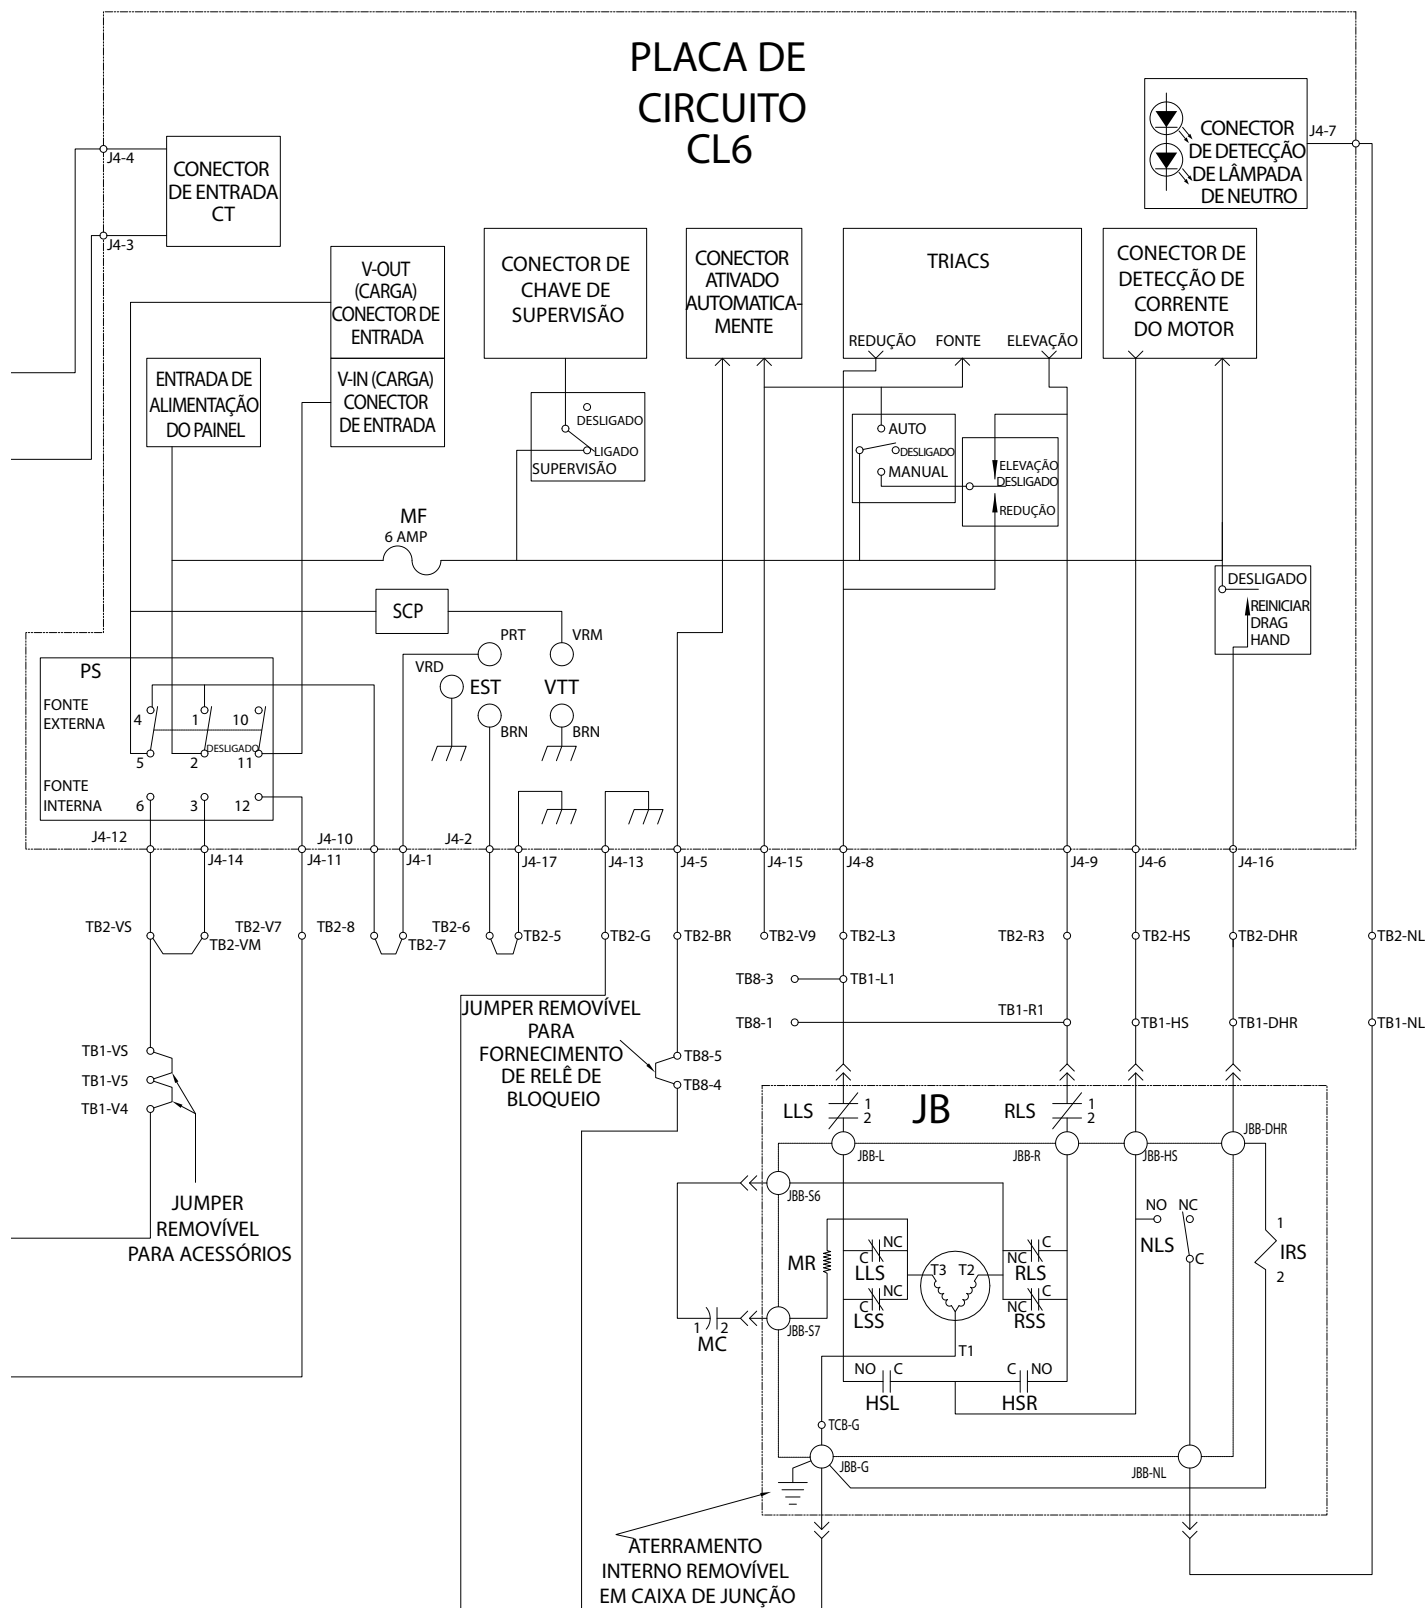 PLACA DE
CIRCUITO
CL6
CONECTOR
DE DETECÇÃO
DE LÂMPADA
DE NEUTRO
J4-7
J4-4
CONECTOR
DE ENTRADA
CT
J4-3
V-OUT
(CARGA)
CONECTOR DE
ENTRADA
V-IN (CARGA)
CONECTOR
DE ENTRADA
ENTRADA DE
ALIMENTAÇÃO
DO PAINEL
CONECTOR DE
CHAVE DE
SUPERVISÃO
DESLIGADO
LIGADO
SUPERVISÃO
CONECTOR
ATIVADO
AUTOMATICA-
MENTE
TRIACS
REDUÇÃO FONTE ELEVAÇÃO
CONECTOR DE
DETECÇÃO DE
CORRENTE
DO MOTOR
AUTO
DESLIGADO
MANUAL
ELEVAÇÃO
DESLIGADO
REDUÇÃO
MF
6 AMP
DESLIGADO
REINICIAR
DRAG
HAND
SCP
PRT
VRM
VRD
EST
VTT
BRN
BRN
PS
FONTE
EXTERNA
4 1 10
DESLIGADO
5 2 11
FONTE
INTERNA
6 3 12
J4-12
J4-14
J4-10
J4-11
J4-1
J4-2
J4-17
J4-13
J4-5
J4-15
J4-8
J4-9
J4-6
J4-16
TB2-VS
TB2-VM
TB2-V7
TB2-8
TB2-7
TB2-6
TB2-5
TB2-G
TB2-BR
TB2-V9
TB2-L3
TB2-R3
TB2-HS
TB2-DHR
TB2-NL
TB8-3
TB1-L1
TB8-1
TB1-R1
TB1-HS
TB1-DHR
TB1-NL
JUMPER REMOVÍVEL
PARA
FORNECIMENTO
DE RELÊ DE
BLOQUEIO
TB8-5
TB8-4
TB1-VS
TB1-V5
TB1-V4
JUMPER
REMOVÍVEL
PARA ACESSÓRIOS
LLS
1
2
JB
RLS
1
2
JBB-L
JBB-R
JBB-HS
JBB-DHR
JBB-S6
NO NC
NLS
C
1
IRS
2
MR
NC
C
LLS
C
NC
LSS
T3 T2
C
NC
RLS
C
NC
RSS
1 2
MC
JBB-S7
T1
NO C
HSL
C NO
HSR
TCB-G
JBB-G
JBB-NL
ATERRAMENTO
INTERNO REMOVÍVEL
EM CAIXA DE JUNÇÃO